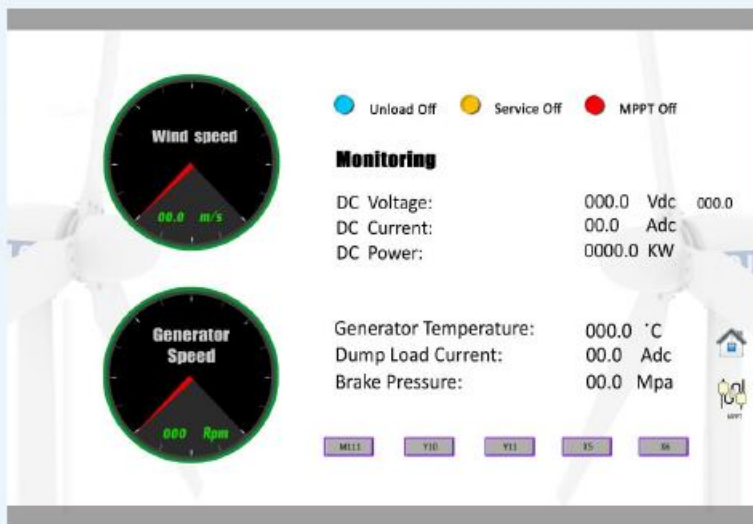 Wind speed
00.0 m/s
Generator
Speed
000 Rpm
Unload Off Service Off MPPT Off
Monitoring
DC Voltage: 000.0 Vdc 000.0
DC Current: 00.0 Adc
DC Power: 0000.0 KW
Generator Temperature: 000.0 °C
Dump Load Current: 00.0 Adc
Brake Pressure: 00.0 Mpa
MPPT
M111 Y10 Y11 X5 X6